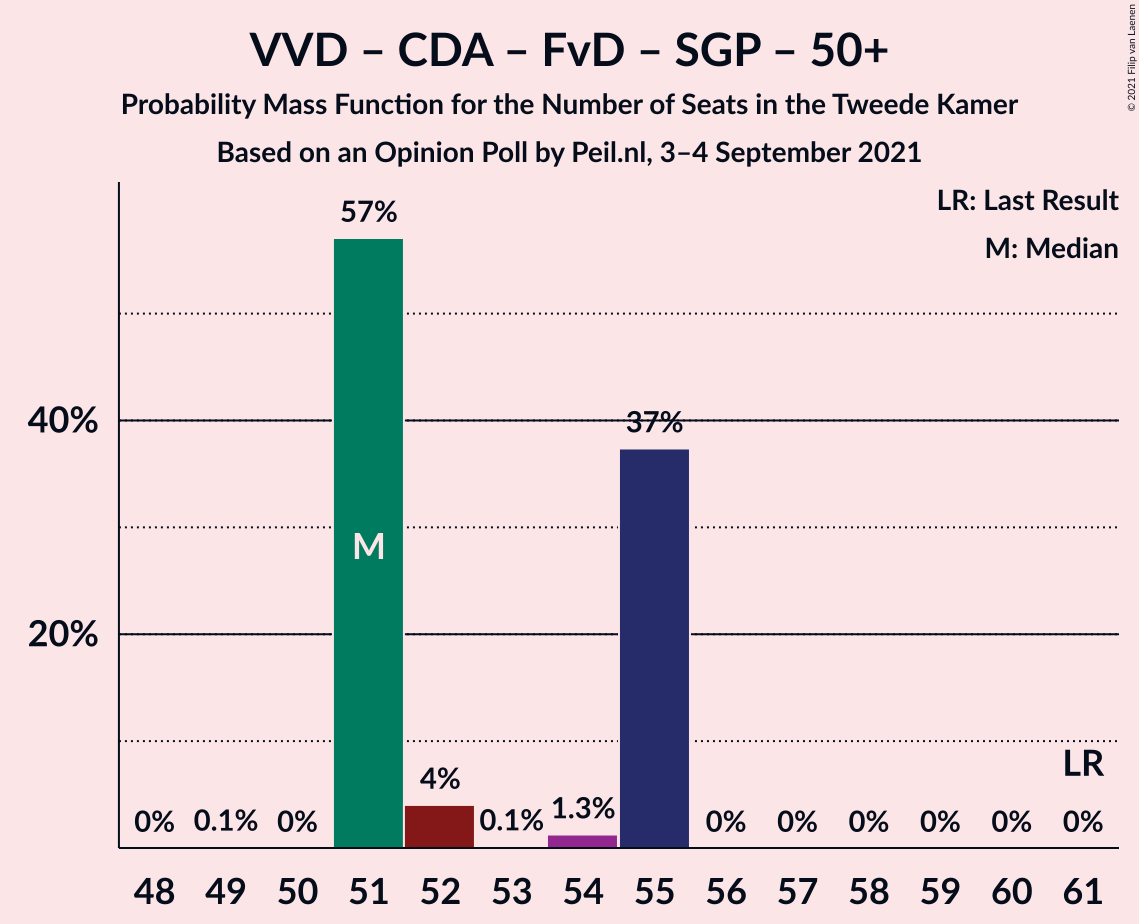 VVD – CDA – FvD – SGP – 50+
Probability Mass Function for the Number of Seats in the Tweede Kamer
Based on an Opinion Poll by Peil.nl, 3–4 September 2021
© 2021 Filip van Laenen
LR: Last Result
M: Median
57%
40%
37%
M
20%
LR
4%
1.3%
0% 0.1% 0% 0.1% 0% 0% 0% 0% 0% 0%
48 49 50 51 52 53 54 55 56 57 58 59 60 61